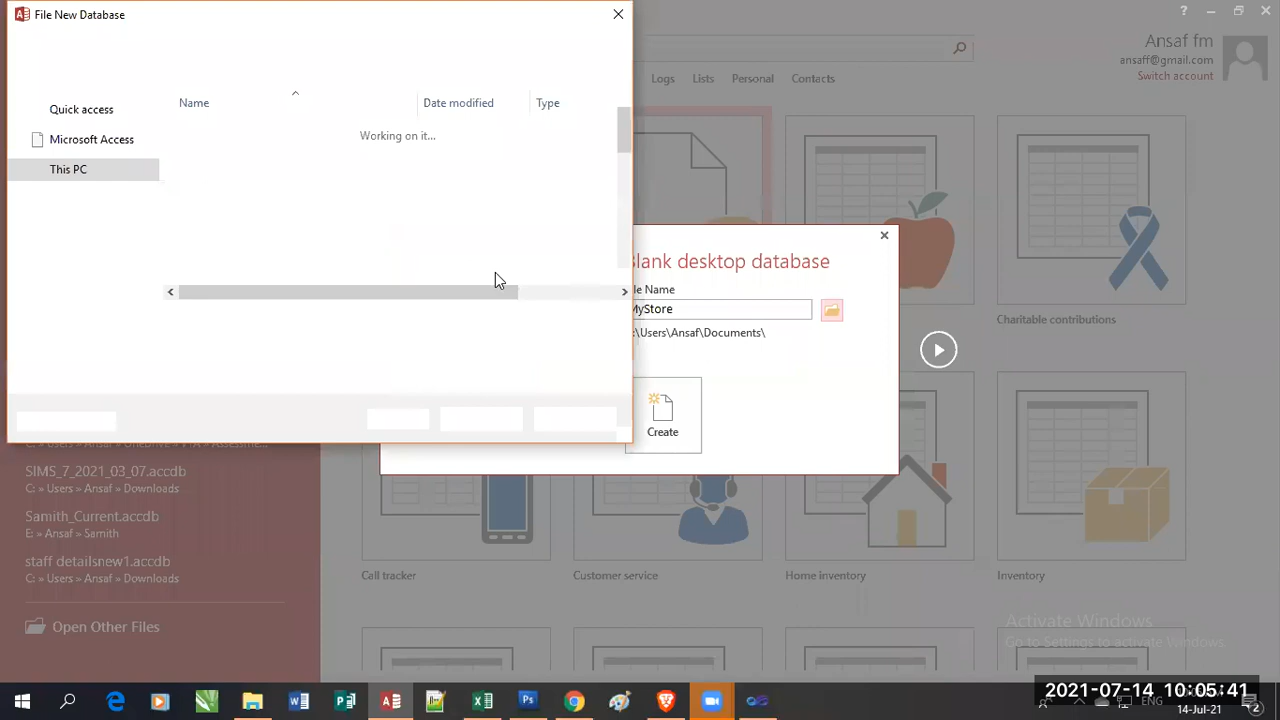 File New Database
Name
Date modified
Type
Working on it...
Quick access
Microsoft Access
This PC
Ansaf fm
ansaff@gmail.com
Switch account
Logs
Lists
Personal
Contacts
lank desktop database
le Name
MyStore
:\Users\Ansaf\Documents\
Create
Charitable contributions
SIMS_7_2021_03_07.accdb
C: » Users » Ansaf » Downloads
Samith_Current.accdb
E: » Ansaf » Samith
staff detailsnew1.accdb
C: » Users » Ansaf » Downloads
Open Other Files
Call tracker
Customer service
Home inventory
Inventory
Activate Windows
Go to Settings to activate Windows.
2021-07-14 10:05:41
ENG
14-Jul-21
2